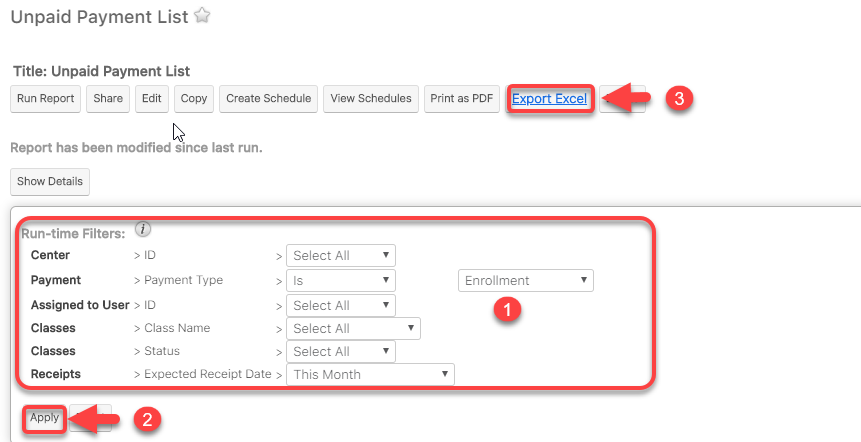 Unpaid Payment List
Title: Unpaid Payment List
Run Report Share Edit Copy Create Schedule View Schedules Print as PDF Export Excel 3
Report has been modified since last run.
Show Details
Run-time Filters: i
Center > ID > Select All
Payment > Payment Type > Is Enrollment
Assigned to User > ID > Select All
1
Classes > Class Name > Select All
Classes > Status > Select All
Receipts > Expected Receipt Date > This Month
Apply 2